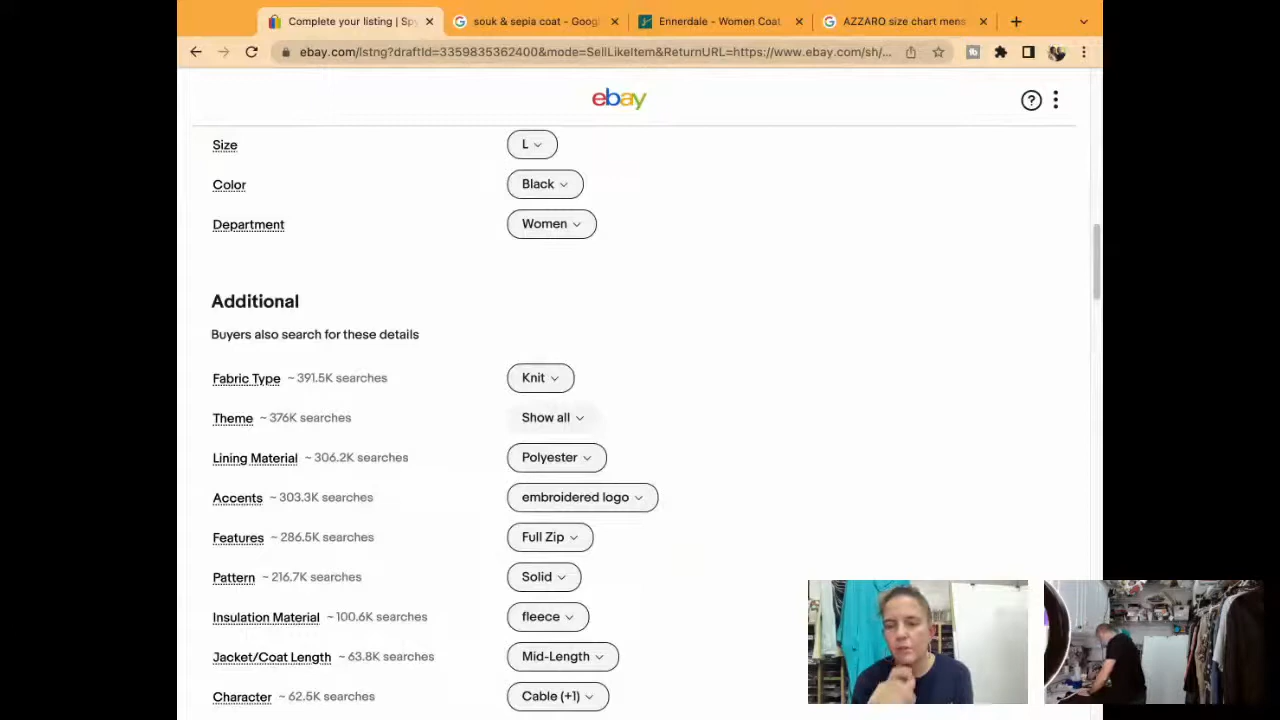 Complete your listing | Spy
souk & sepia coat - Goog
Ennerdale - Women Coat
AZZARO size chart mens
ebay.com/lstng?draftId=3359835362400&mode=SellLikeItem&ReturnURL=https://www.ebay.com/sh/...
ebay
Size L
Color Black
Department Women
Additional
Buyers also search for these details
Fabric Type ~ 391.5K searches Knit
Theme ~ 376K searches Show all
Lining Material ~ 306.2K searches Polyester
Accents ~ 303.3K searches embroidered logo
Features ~ 286.5K searches Full Zip
Pattern ~ 216.7K searches Solid
Insulation Material ~ 100.6K searches fleece
Jacket/Coat Length ~ 63.8K searches Mid-Length
Character ~ 62.5K searches Cable (+1)